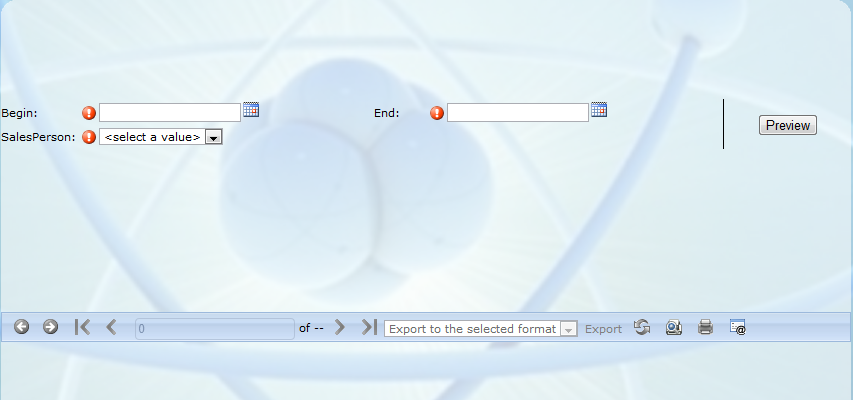 Begin: End:
SalesPerson: <select a value>
Preview
0 of -- Export to the selected format Export